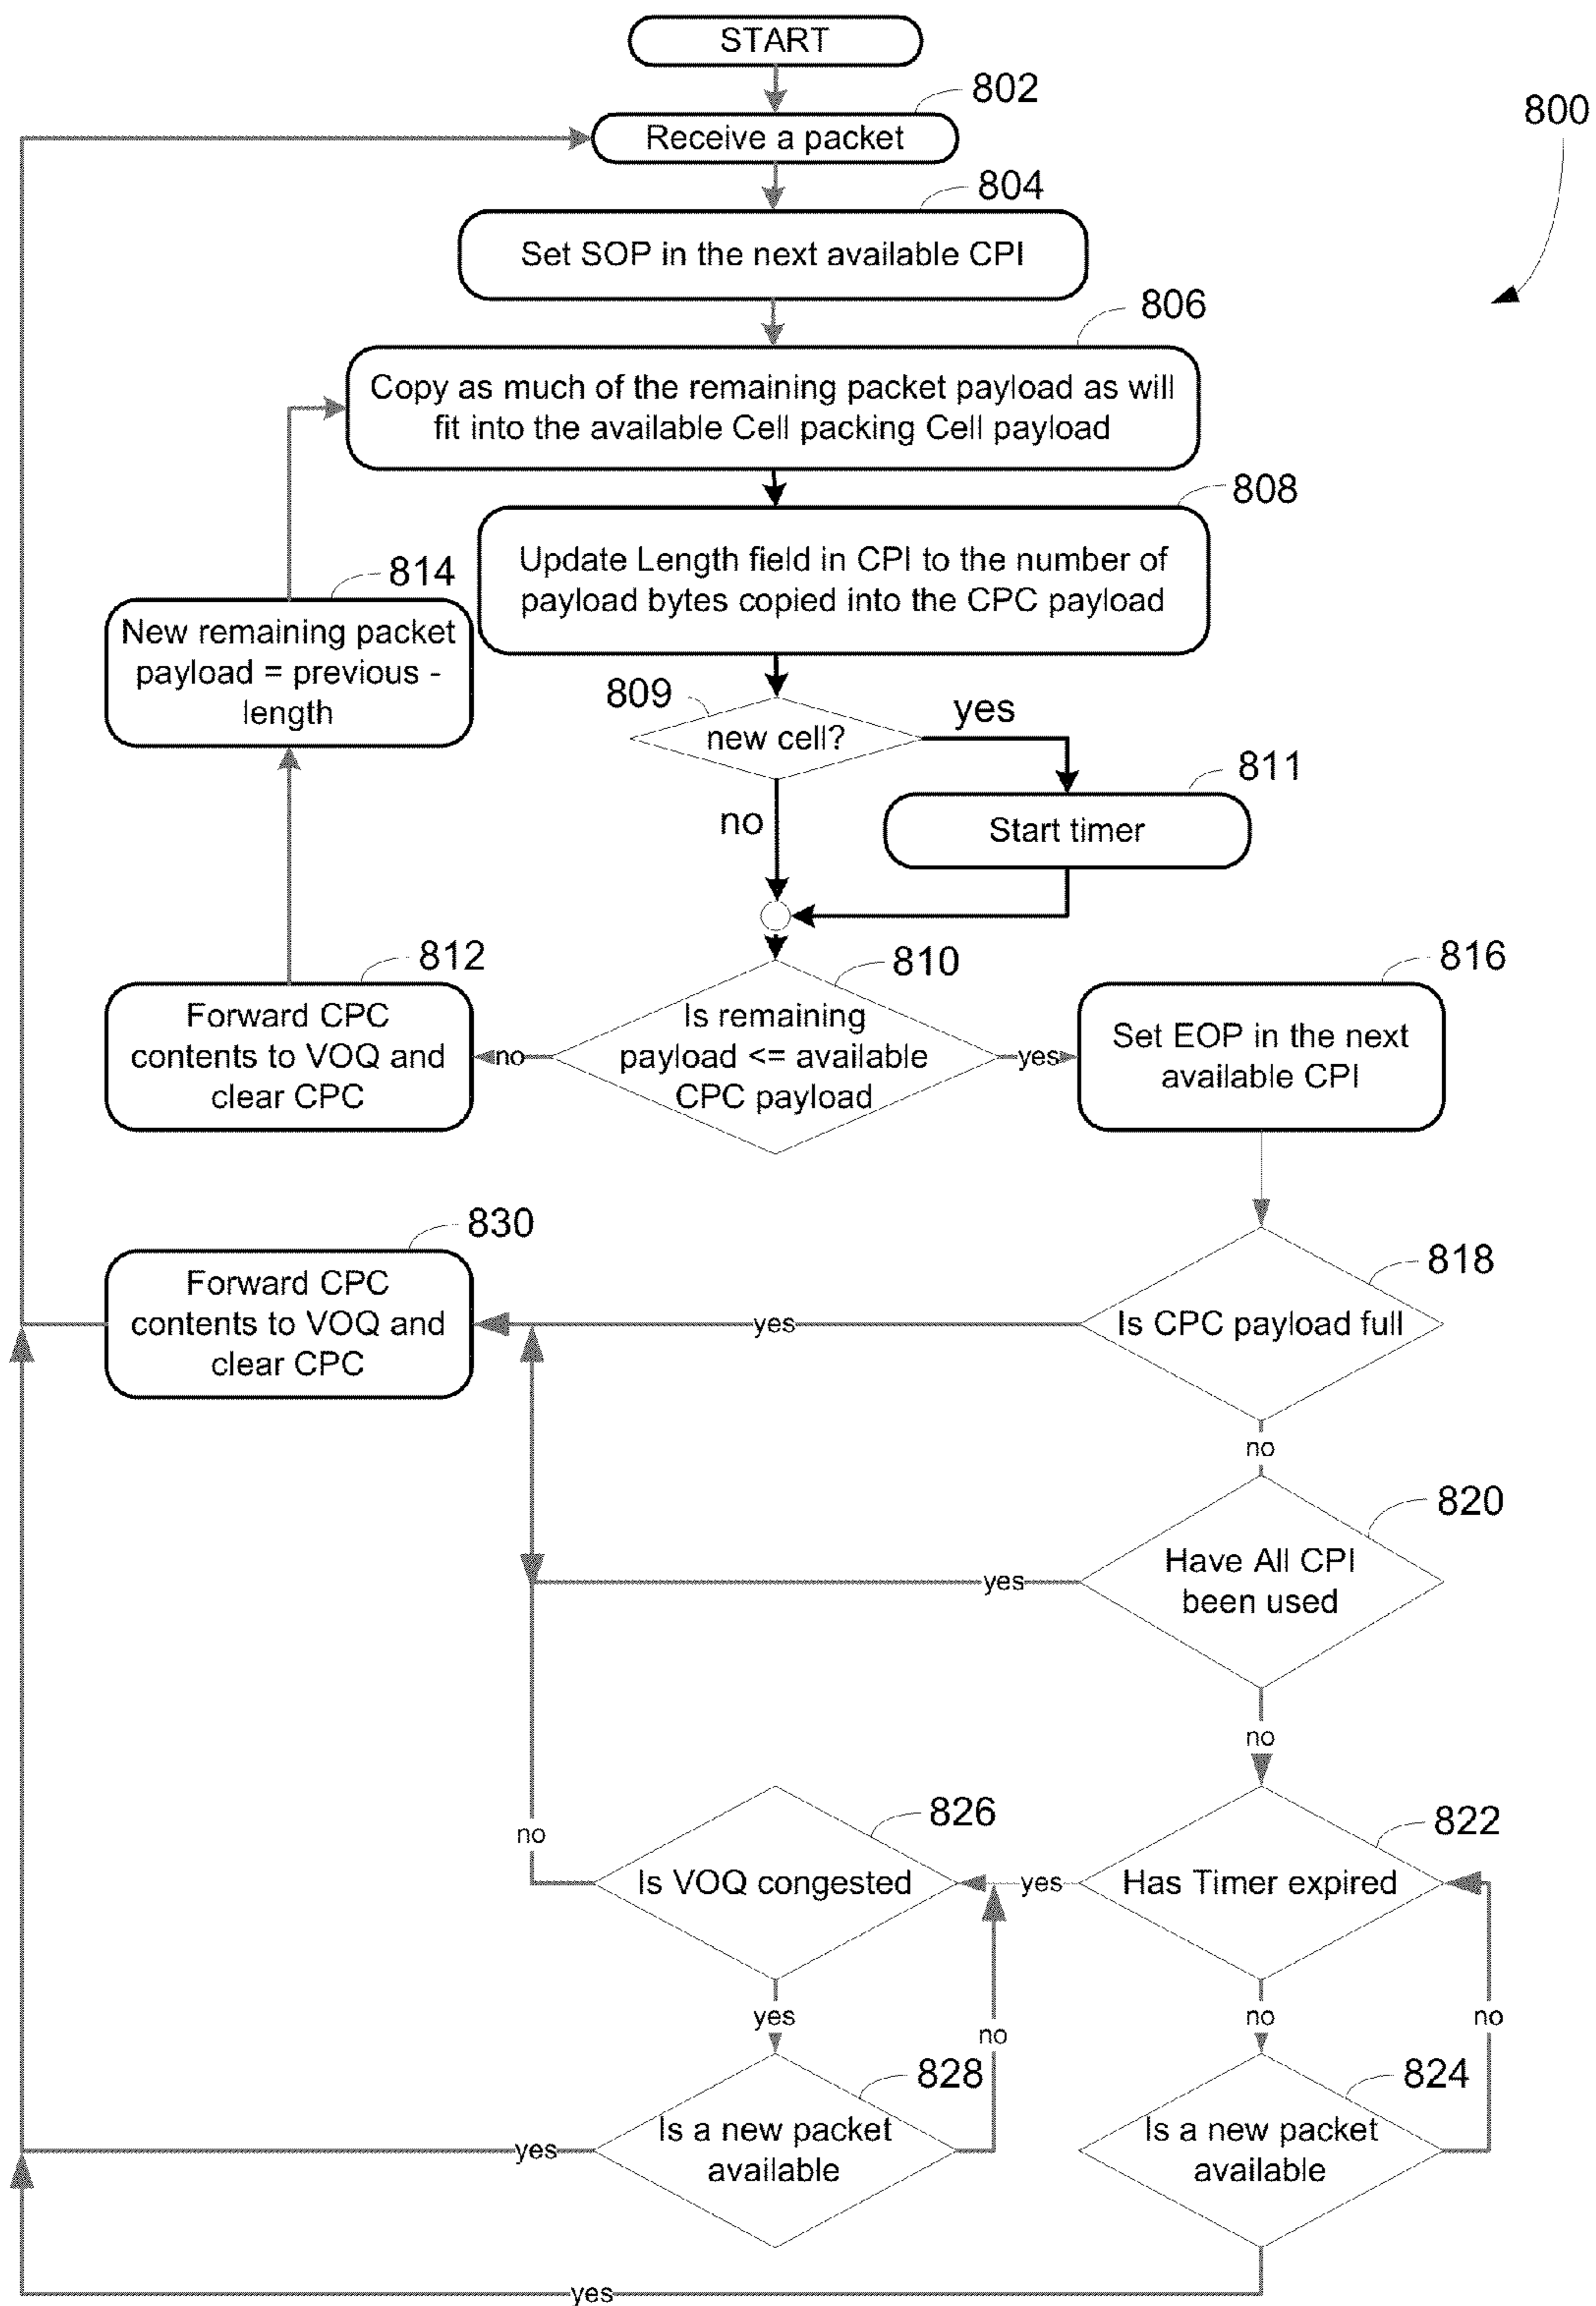 START
802
Receive a packet
800
804
Set SOP in the next available CPI
806
Copy as much of the remaining packet payload as will
fit into the available Cell packing Cell payload
808
Update Length field in CPI to the number of
payload bytes copied into the CPC payload
814
New remaining packet
payload = previous -
length
809
new cell?
yes
811
Start timer
no
812
Forward CPC
contents to VOQ and
clear CPC
no
810
Is remaining
payload <= available
CPC payload
yes
816
Set EOP in the next
available CPI
830
Forward CPC
contents to VOQ and
clear CPC
yes
818
Is CPC payload full
no
820
Have All CPI
been used
yes
no
826
Is VOQ congested
no
yes
822
Has Timer expired
yes
no
no
no
828
Is a new packet
available
yes
824
Is a new packet
available
yes